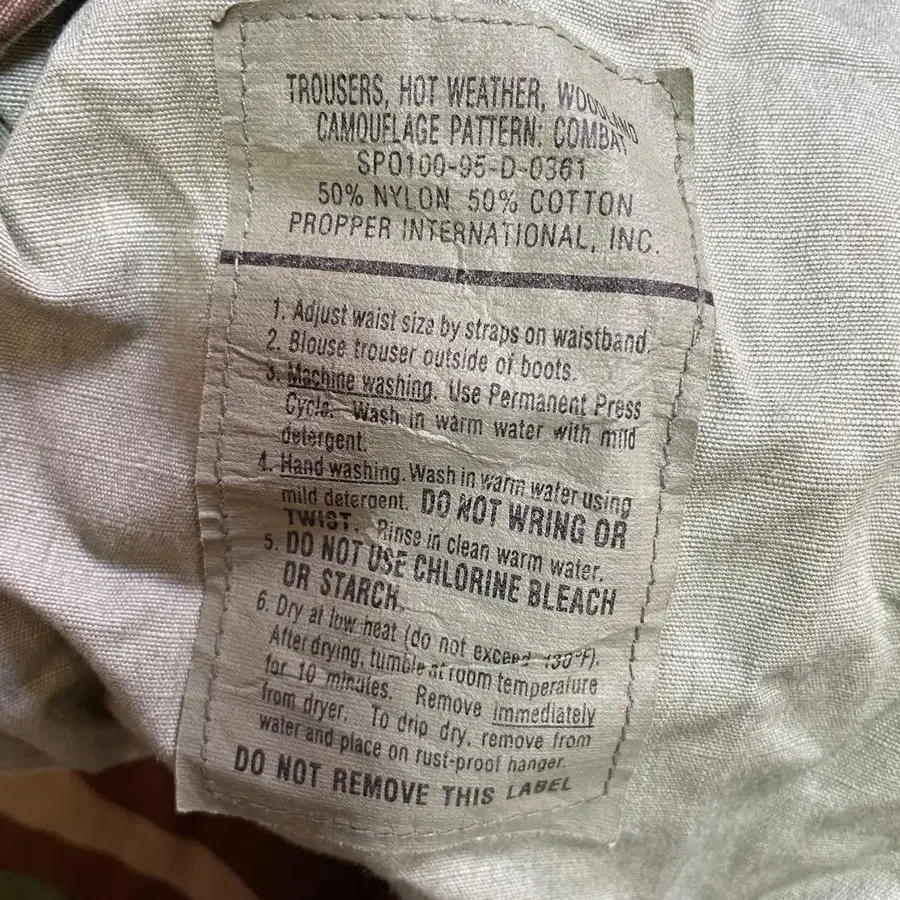 TROUSERS, HOT WEATHER, WOODLAND
CAMOUFLAGE PATTERN: COMBAT
SPO100-95-D-0361
50% NYLON 50% COTTON
PROPPER INTERNATIONAL, INC.
1. Adjust waist size by straps on waistband.
2. Blouse trouser outside of boots.
3. Machine washing. Use Permanent Press
Cycle. Wash in warm water with mild
detergent.
4. Hand washing. Wash in warm water using
mild detergent. DO NOT WRING OR
TWIST. Rinse in clean warm water.
5. DO NOT USE CHLORINE BLEACH
OR STARCH.
6. Dry at low heat (do not exceed 130°F).
After drying, tumble at room temperature
for 10 minutes. Remove immediately
from dryer. To drip dry, remove from
water and place on rust-proof hanger.
DO NOT REMOVE THIS LABEL